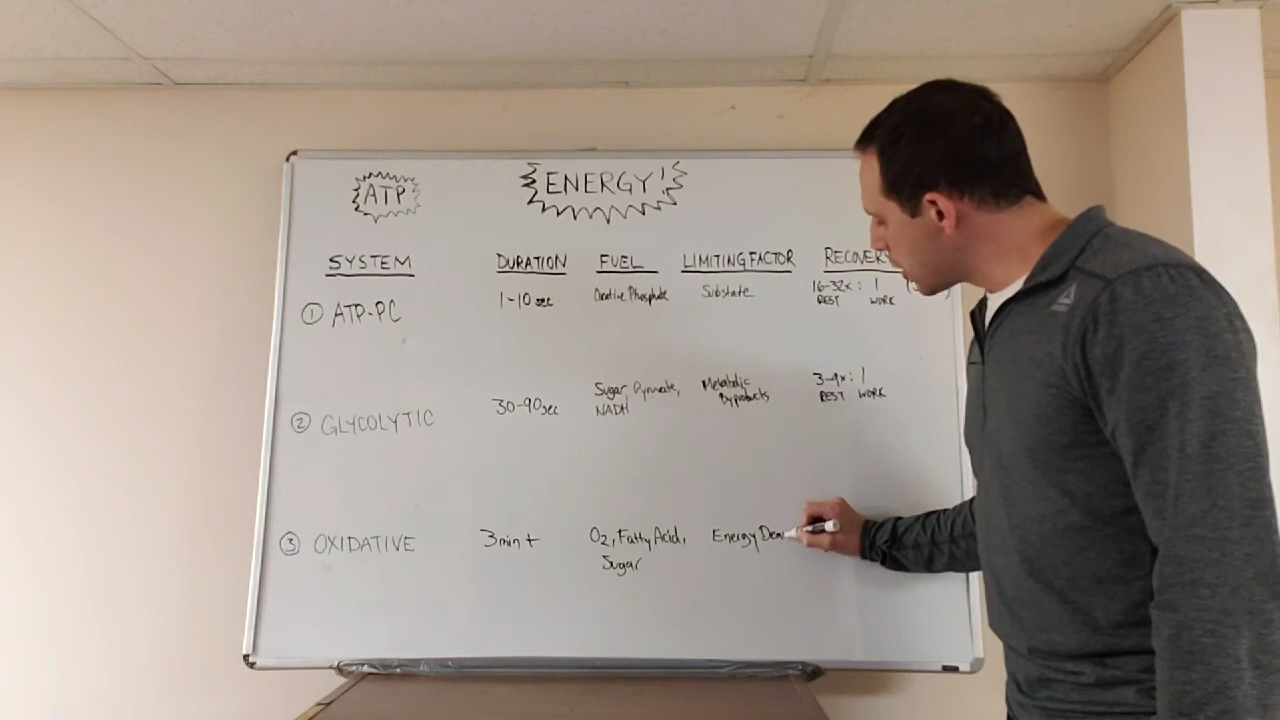 ATP
ENERGY!
SYSTEM DURATION FUEL LIMITING FACTOR RECOVERY
① ATP-PC 1-10 sec Creatine Phosphate Substrate 16-32x: 1
REST WORK
② GLYCOLYTIC 30-90 sec Sugar, Pyruvate, Metabolic 3-4x: 1
NADH Byproducts REST WORK
③ OXIDATIVE 3min+ O2, Fatty Acid, Energy Dem
Sugar